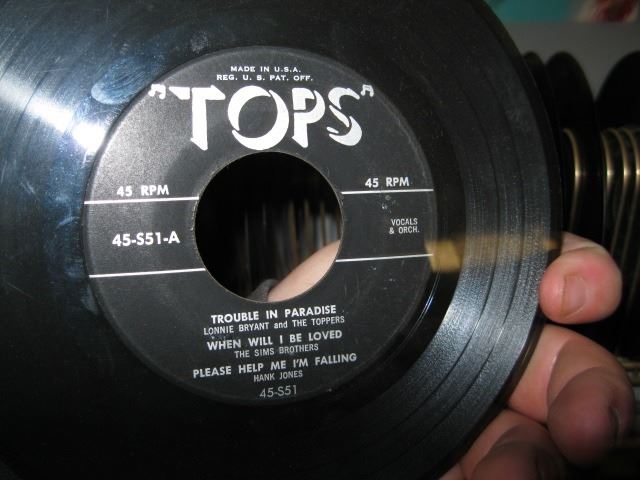 MADE IN U.S.A.
REG. U. S. PAT. OFF.
"TOPS"
45 RPM
45 RPM
45-S51-A
VOCALS
& ORCH.
TROUBLE IN PARADISE
LONNIE BRYANT and THE TOPPERS
WHEN WILL I BE LOVED
THE SIMS BROTHERS
PLEASE HELP ME I'M FALLING
HANK JONES
45-S51